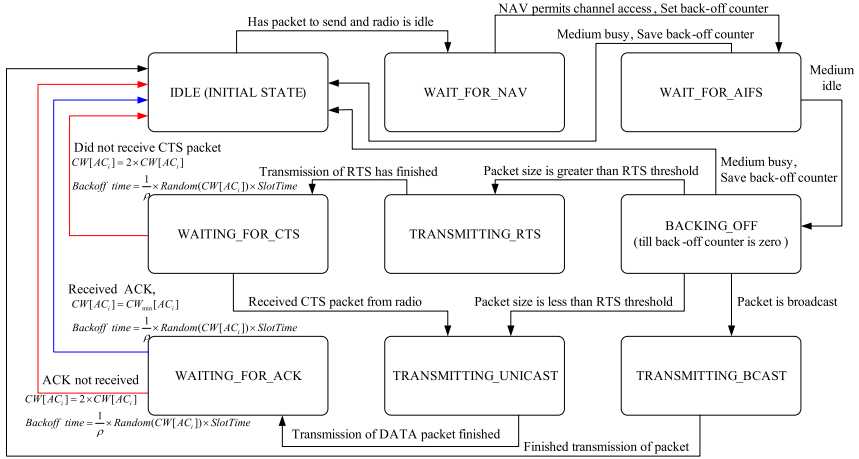 Has packet to send and radio is idle
NAV permits channel access , Set back-off counter
Medium busy , Save back-off counter
IDLE (INITIAL STATE)
WAIT_FOR_NAV
WAIT_FOR_AIFS
Medium
idle
Did not receive CTS packet
CW[AC_i] = 2 × CW[AC_i]
Backoff time = 1/ρ × Random(CW[AC_i]) × SlotTime
Transmission of RTS has finished
Packet size is greater than RTS threshold
Medium busy,
Save back-off counter
WAITING_FOR_CTS
TRANSMITTING_RTS
BACKING_OFF
(till back-off counter is zero )
Received ACK,
CW[AC_i] = CW_min[AC_i]
Backoff time = 1/ρ × Random(CW[AC_i]) × SlotTime
Received CTS packet from radio
Packet size is less than RTS threshold
Packet is broadcast
WAITING_FOR_ACK
TRANSMITTING_UNICAST
TRANSMITTING_BCAST
ACK not received
CW[AC_i] = 2 × CW[AC_i]
Backoff time = 1/ρ × Random(CW[AC_i]) × SlotTime
Transmission of DATA packet finished
Finished transmission of packet